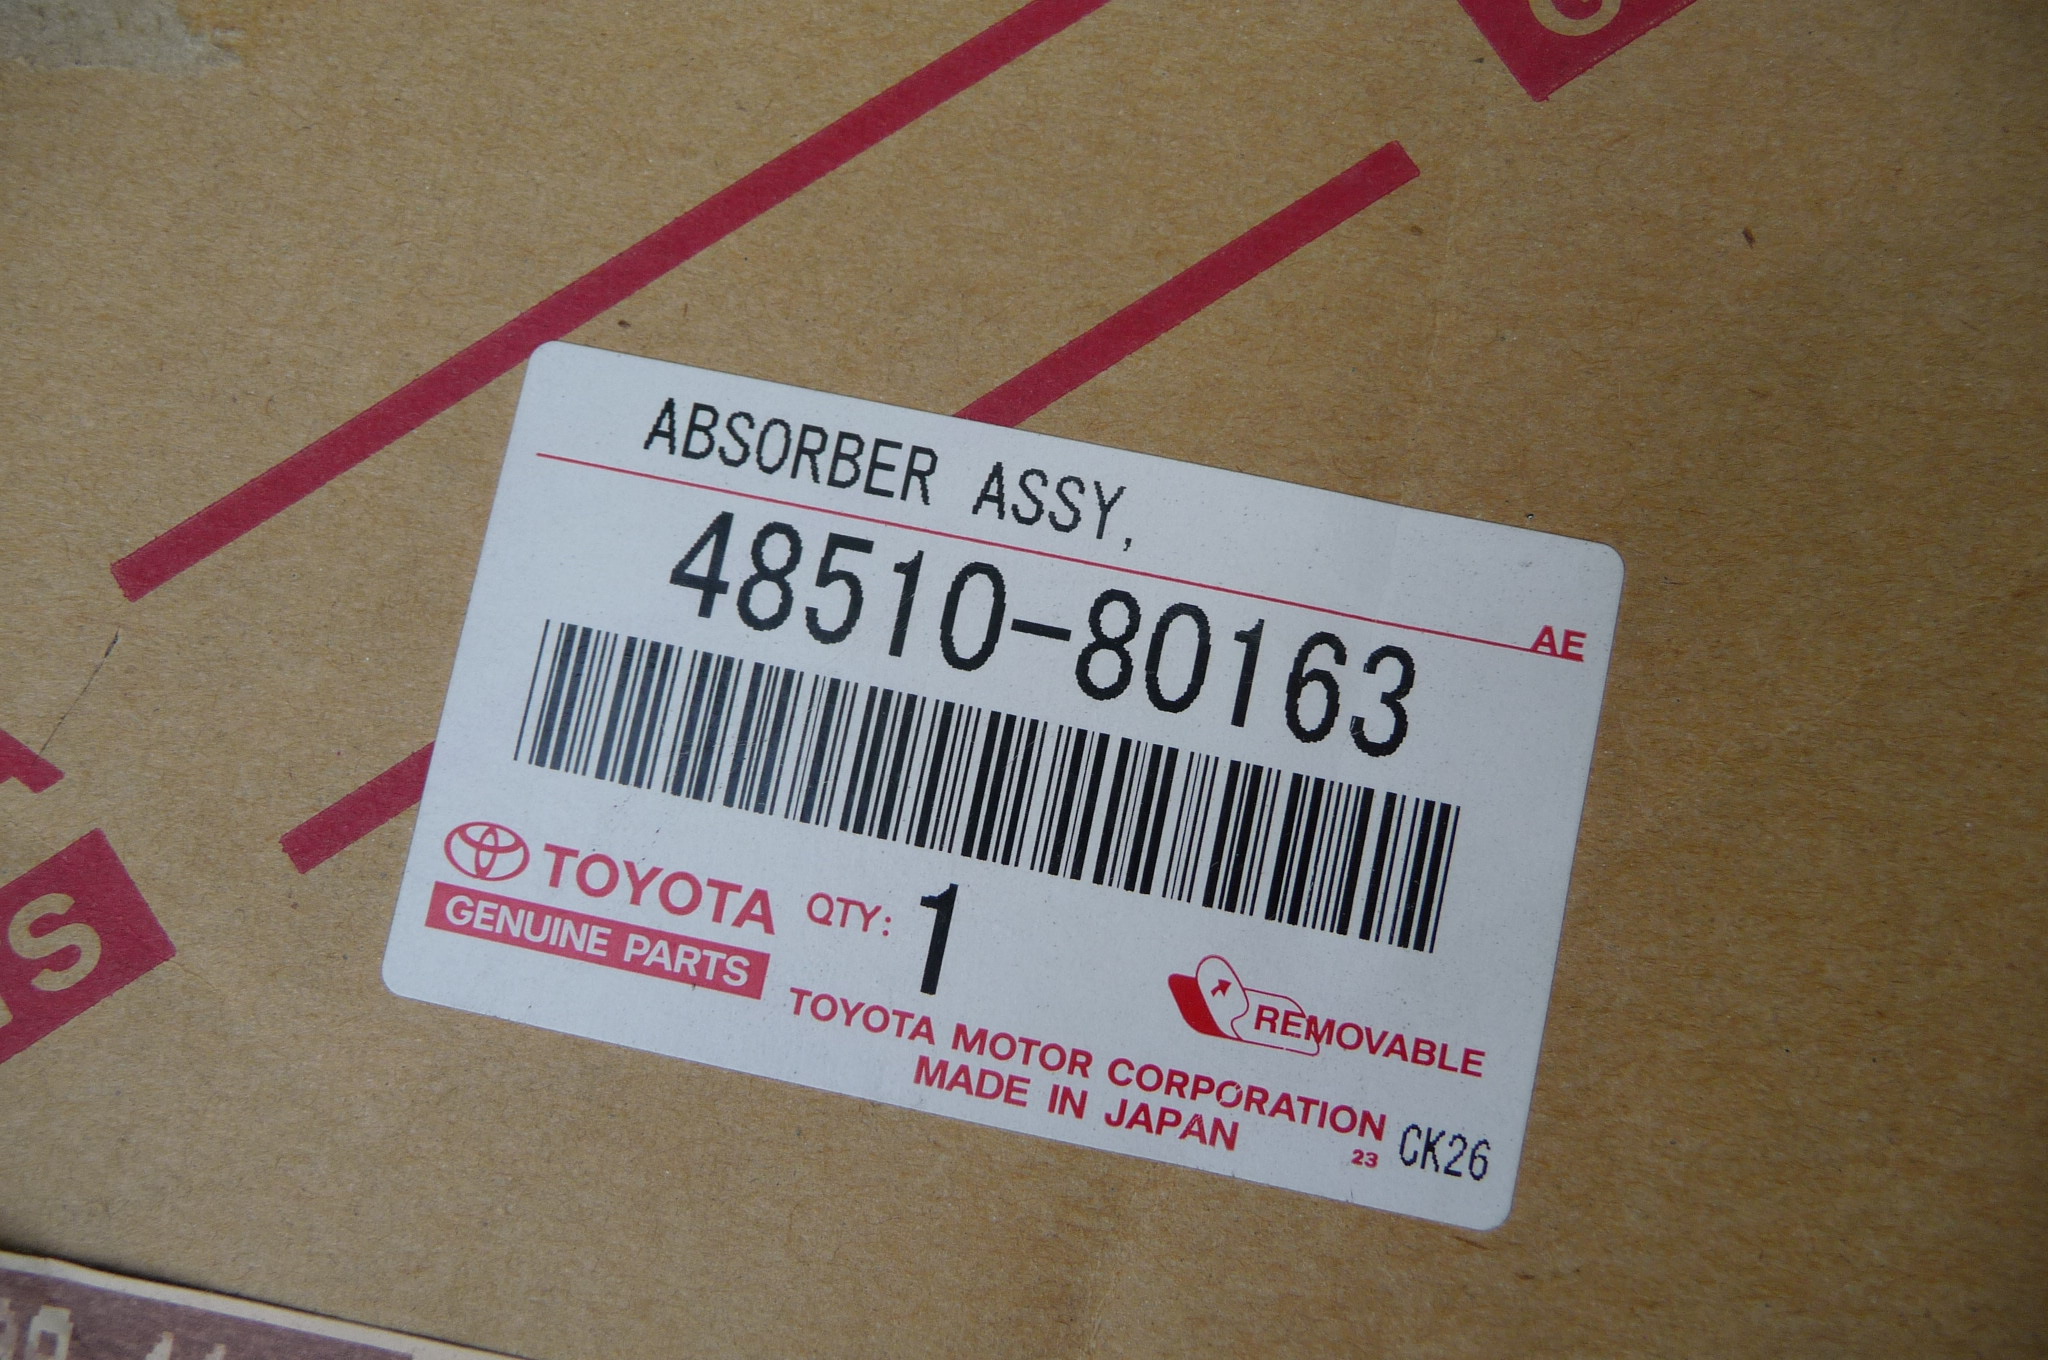 ABSORBER ASSY,
AE
48510-80163
TOYOTA
GENUINE PARTS
QTY: 1
REMOVABLE
TOYOTA MOTOR CORPORATION
MADE IN JAPAN
23 CK26